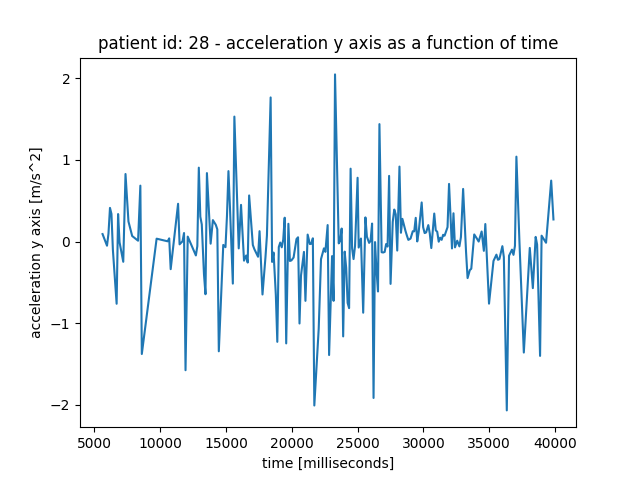 patient id: 28 - acceleration y axis as a function of time
acceleration y axis [m/s^2]
2
1
0
−1
−2
5000 10000 15000 20000 25000 30000 35000 40000
time [milliseconds]